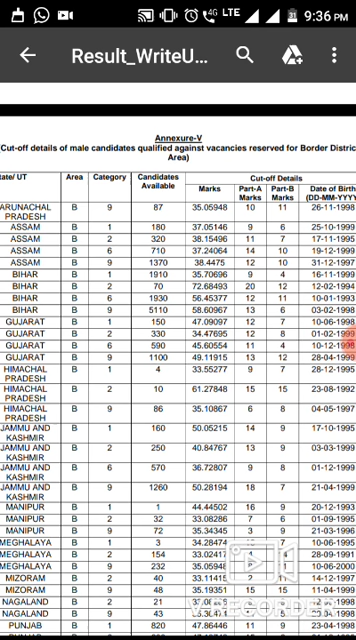 4G LTE 31 9:36 PM
Result_WriteU...
Annexure-V
(Cut-off details of male candidates qualified against vacancies reserved for Border Distric
Area)
tate/ UT Area Category Candidates Available Cut-off Details
Marks Part-A Marks Part-B Marks Date of Birth (DD-MM-YYYY
ARUNACHAL PRADESH B 9 87 35.05948 10 11 26-11-1998
ASSAM B 1 180 37.05146 9 6 25-10-1999
ASSAM B 2 320 38.15496 11 7 17-11-1995
ASSAM B 6 710 37.24064 14 10 19-12-1999
ASSAM B 9 1370 38.4475 12 10 31-12-1997
BIHAR B 1 1910 35.70696 9 4 16-11-1999
BIHAR B 2 70 72.68493 20 12 12-02-1994
BIHAR B 6 1930 56.45377 12 11 10-01-1993
BIHAR B 9 5110 58.60967 13 6 03-02-1998
GUJARAT B 1 150 47.09097 12 7 10-06-1998
GUJARAT B 2 330 34.47695 12 8 01-02-1999
GUJARAT B 6 590 45.60554 11 4 10-12-1998
GUJARAT B 9 1100 49.11915 13 12 28-04-1999
HIMACHAL PRADESH B 1 4 33.55277 9 7 28-12-1995
HIMACHAL PRADESH B 2 10 61.27848 15 15 23-08-1992
HIMACHAL PRADESH B 9 86 35.10867 6 8 04-05-1997
JAMMU AND KASHMIR B 1 160 50.05215 14 9 17-10-1995
JAMMU AND KASHMIR B 2 250 40.84767 13 9 03-03-1999
JAMMU AND KASHMIR B 6 570 36.72808 9 8 01-12-1999
JAMMU AND KASHMIR B 9 1260 50.28194 18 7 21-04-1999
MANIPUR B 1 1 44.44502 16 9 20-12-1993
MANIPUR B 2 32 33.08286 7 6 01-09-1995
MANIPUR B 9 72 35.34345 3 9 21-03-1996
MEGHALAYA B 1 3 34.28474 7 10-06-1995
MEGHALAYA B 2 154 33.02417 28-09-1991
MEGHALAYA B 9 232 35.05948 11 10-06-2000
MIZORAM B 2 40 33.11415 14-12-1997
MIZORAM B 9 48 35.19351 15 15 11-04-1999
NAGALAND B 2 21
NAGALAND B 9 43
PUNJAB B 1 820 47.86446 11 9 23-04-1998
RECORDER